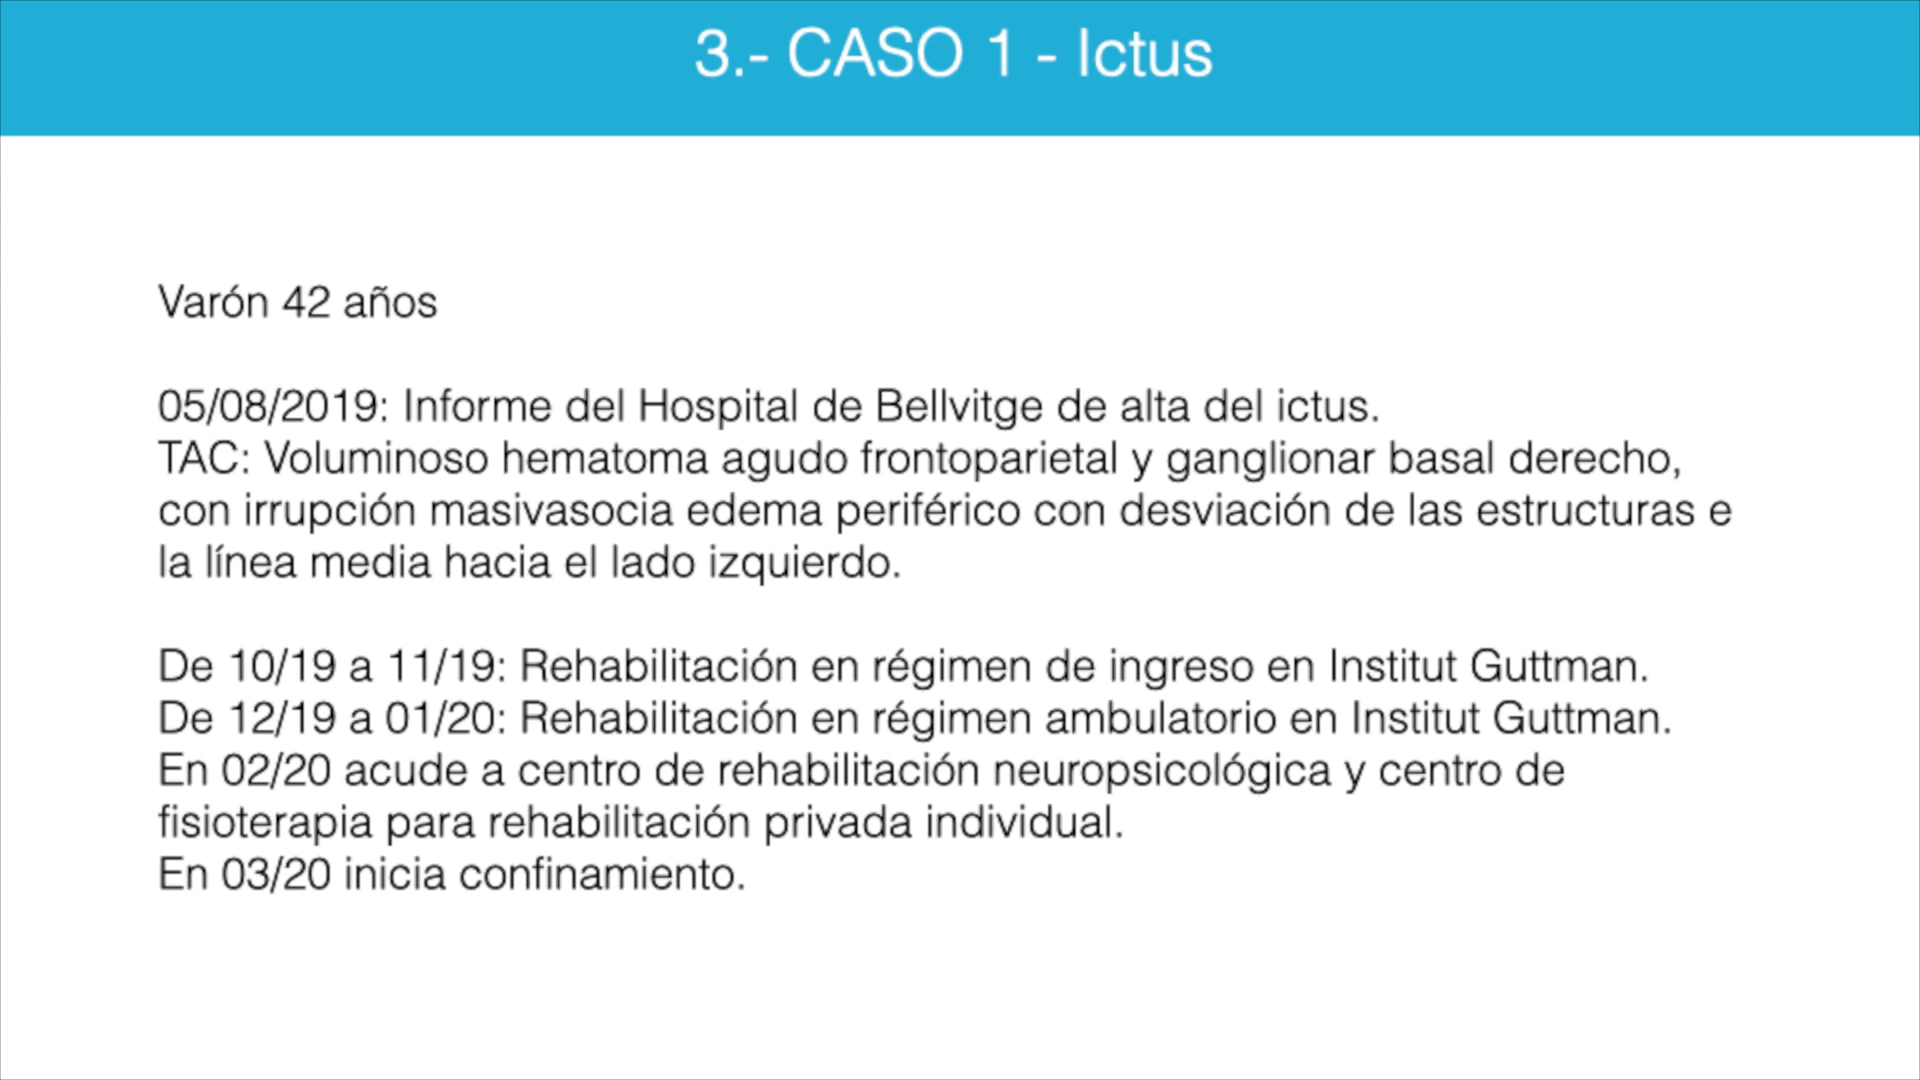 3.- CASO 1 - Ictus
Varón 42 años
05/08/2019: Informe del Hospital de Bellvitge de alta del ictus.
TAC: Voluminoso hematoma agudo frontoparietal y ganglionar basal derecho,
con irrupción masivasocia edema periférico con desviación de las estructuras e
la línea media hacia el lado izquierdo.
De 10/19 a 11/19: Rehabilitación en régimen de ingreso en Institut Guttman.
De 12/19 a 01/20: Rehabilitación en régimen ambulatorio en Institut Guttman.
En 02/20 acude a centro de rehabilitación neuropsicológica y centro de
fisioterapia para rehabilitación privada individual.
En 03/20 inicia confinamiento.